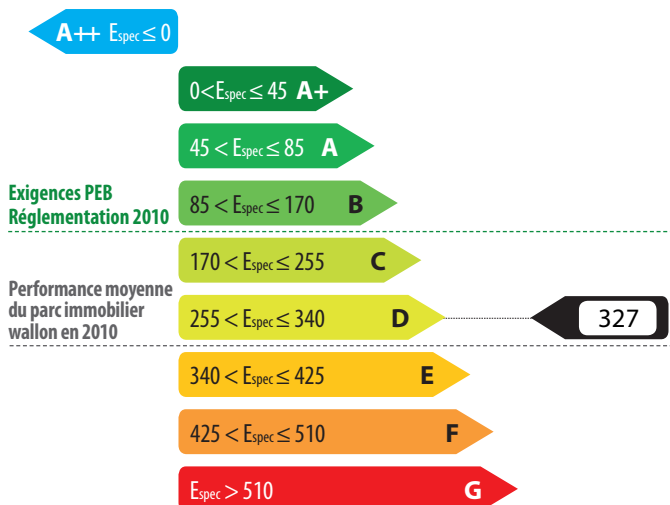 A++ Espec ≤ 0
0<Espec ≤ 45 A+
45 < Espec ≤ 85 A
Exigences PEB
Réglementation 2010
85 < Espec ≤ 170 B
170 < Espec ≤ 255 C
Performance moyenne
du parc immobilier
wallon en 2010
255 < Espec ≤ 340 D
327
340 < Espec ≤ 425 E
425 < Espec ≤ 510 F
Espec > 510 G